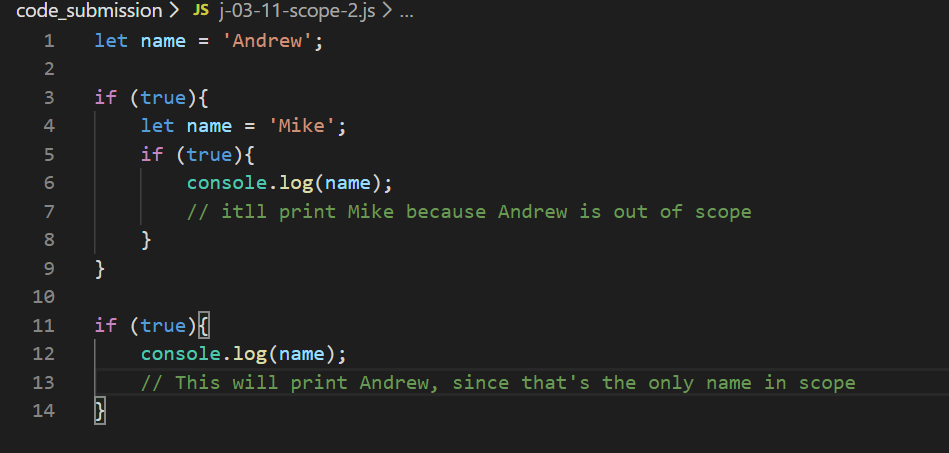 code_submission > JS j-03-11-scope-2.js > ...
1 let name = 'Andrew';
2
3 if (true){
4 let name = 'Mike';
5 if (true){
6 console.log(name);
7 // itll print Mike because Andrew is out of scope
8 }
9 }
10
11 if (true){
12 console.log(name);
13 // This will print Andrew, since that's the only name in scope
14 }